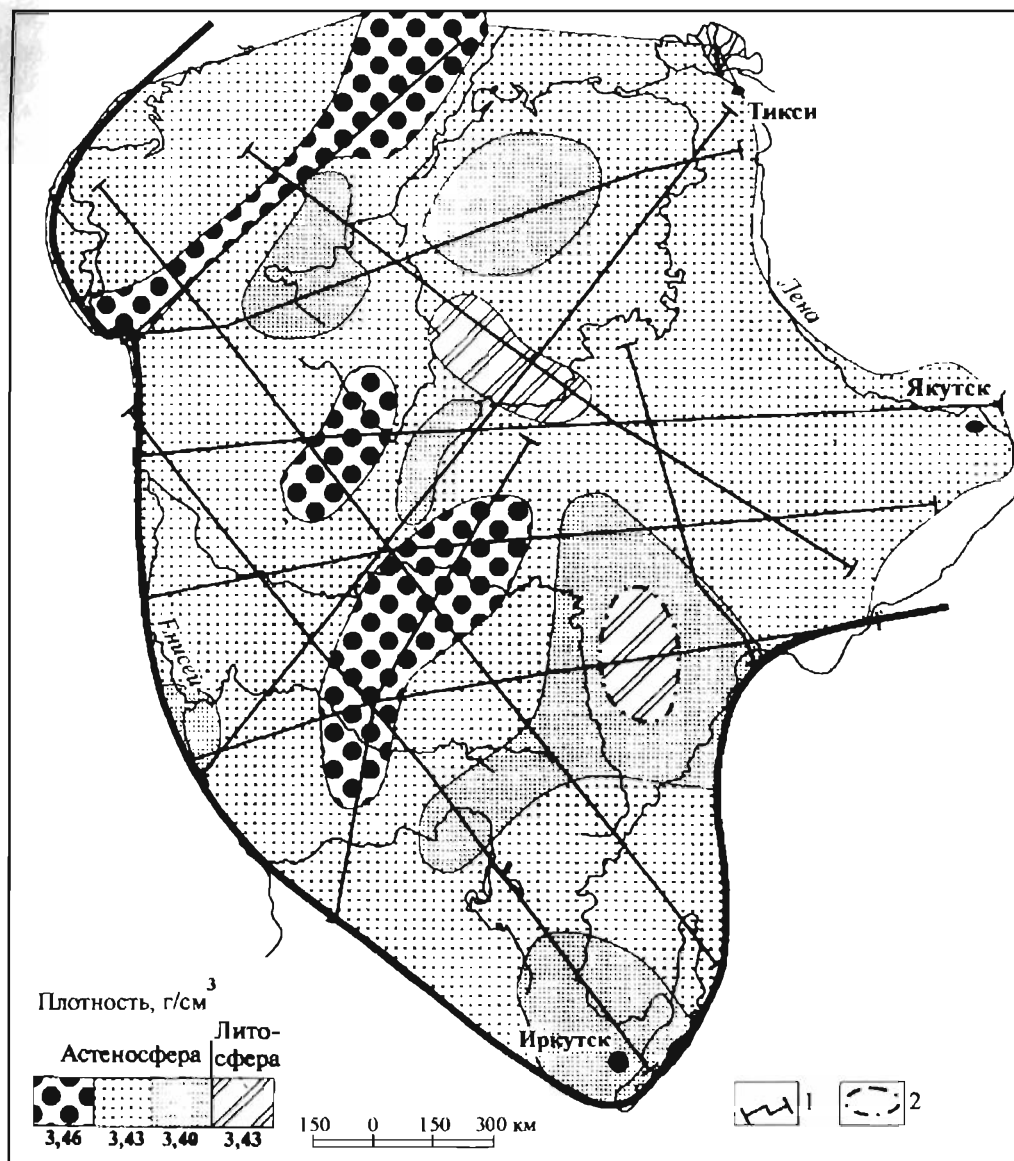 Тикси
Лена
Якутск
Енисей
Иркутск
Плотность, г/см³
Астеносфера
Лито-
сфера
3,46 3,43 3,40 3,43
150 0 150 300 км
1
2